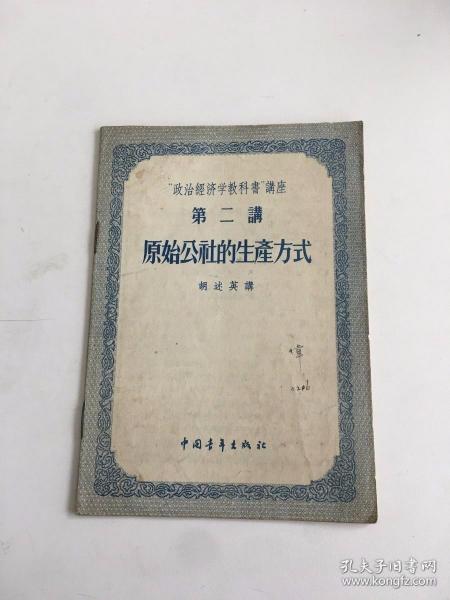 "政治經济学教科書"講座
第二講
原始公社的生產方式
胡述英講
中国青年出版社
孔夫子旧书网
www.kongfz.com